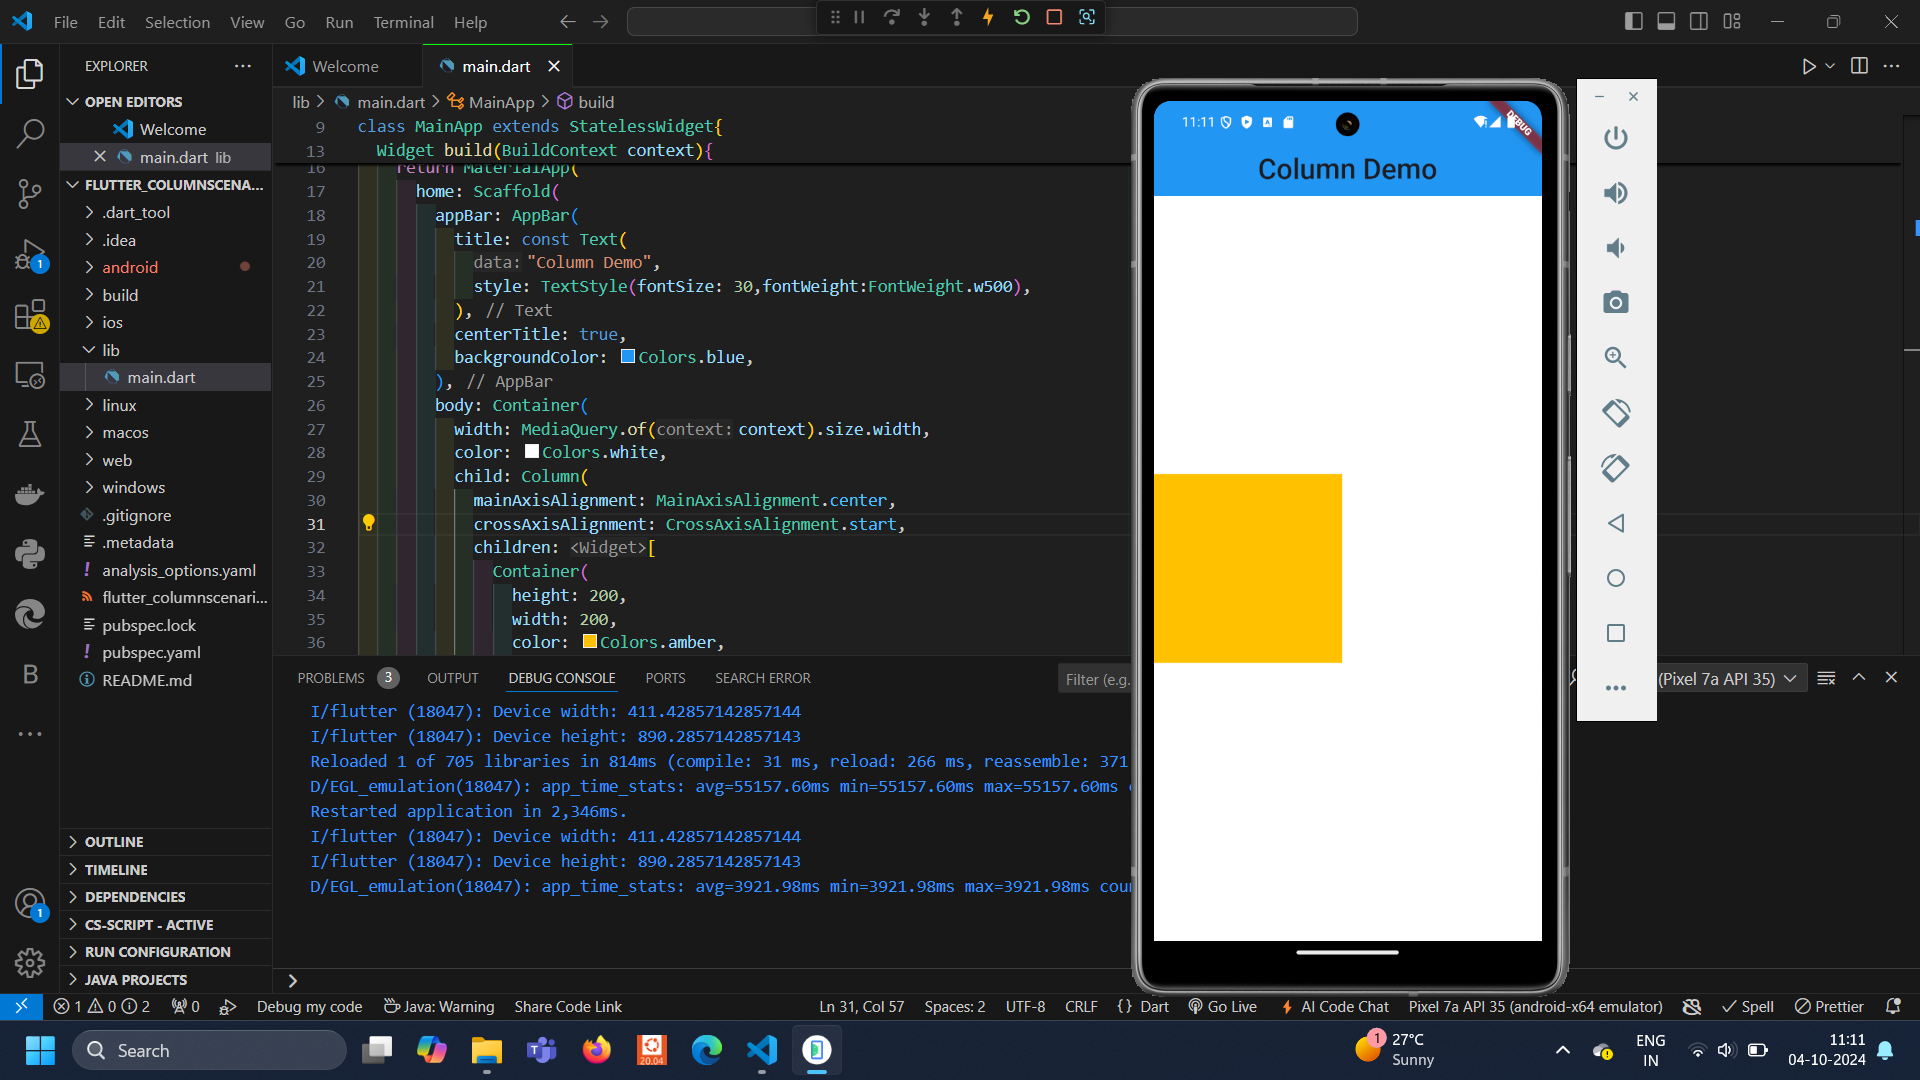 File Edit Selection View Go Run Terminal Help
EXPLORER
OPEN EDITORS
Welcome
main.dart lib
FLUTTER_COLUMNSCENA...
.dart_tool
.idea
android
build
ios
lib
main.dart
linux
macos
web
windows
.gitignore
.metadata
analysis_options.yaml
flutter_columnscenari...
pubspec.lock
pubspec.yaml
README.md
OUTLINE
TIMELINE
DEPENDENCIES
CS-SCRIPT - ACTIVE
RUN CONFIGURATION
JAVA PROJECTS
Welcome main.dart
lib > main.dart > MainApp > build
9 class MainApp extends StatelessWidget{
13 Widget build(BuildContext context){
16 return MaterialApp(
17 home: Scaffold(
18 appBar: AppBar(
19 title: const Text(
20 data: "Column Demo",
21 style: TextStyle(fontSize: 30,fontWeight:FontWeight.w500),
22 ), // Text
23 centerTitle: true,
24 backgroundColor: Colors.blue,
25 ), // AppBar
26 body: Container(
27 width: MediaQuery.of(context: context).size.width,
28 color: Colors.white,
29 child: Column(
30 mainAxisAlignment: MainAxisAlignment.center,
31 crossAxisAlignment: CrossAxisAlignment.start,
32 children: <Widget>[
33 Container(
34 height: 200,
35 width: 200,
36 color: Colors.amber,
PROBLEMS 3 OUTPUT DEBUG CONSOLE PORTS SEARCH ERROR
Filter (e.g.
(Pixel 7a API 35)
I/flutter (18047): Device width: 411.42857142857144
I/flutter (18047): Device height: 890.2857142857143
Reloaded 1 of 705 libraries in 814ms (compile: 31 ms, reload: 266 ms, reassemble: 371
D/EGL_emulation(18047): app_time_stats: avg=55157.60ms min=55157.60ms max=55157.60ms
Restarted application in 2,346ms.
I/flutter (18047): Device width: 411.42857142857144
I/flutter (18047): Device height: 890.2857142857143
D/EGL_emulation(18047): app_time_stats: avg=3921.98ms min=3921.98ms max=3921.98ms cou
11:11
DEBUG
Column Demo
1 0 2 0 Debug my code Java: Warning Share Code Link
Ln 31, Col 57 Spaces: 2 UTF-8 CRLF {} Dart Go Live AI Code Chat Pixel 7a API 35 (android-x64 emulator) Spell Prettier
Search
20.04
1
27°C
Sunny
ENG
IN
11:11
04-10-2024